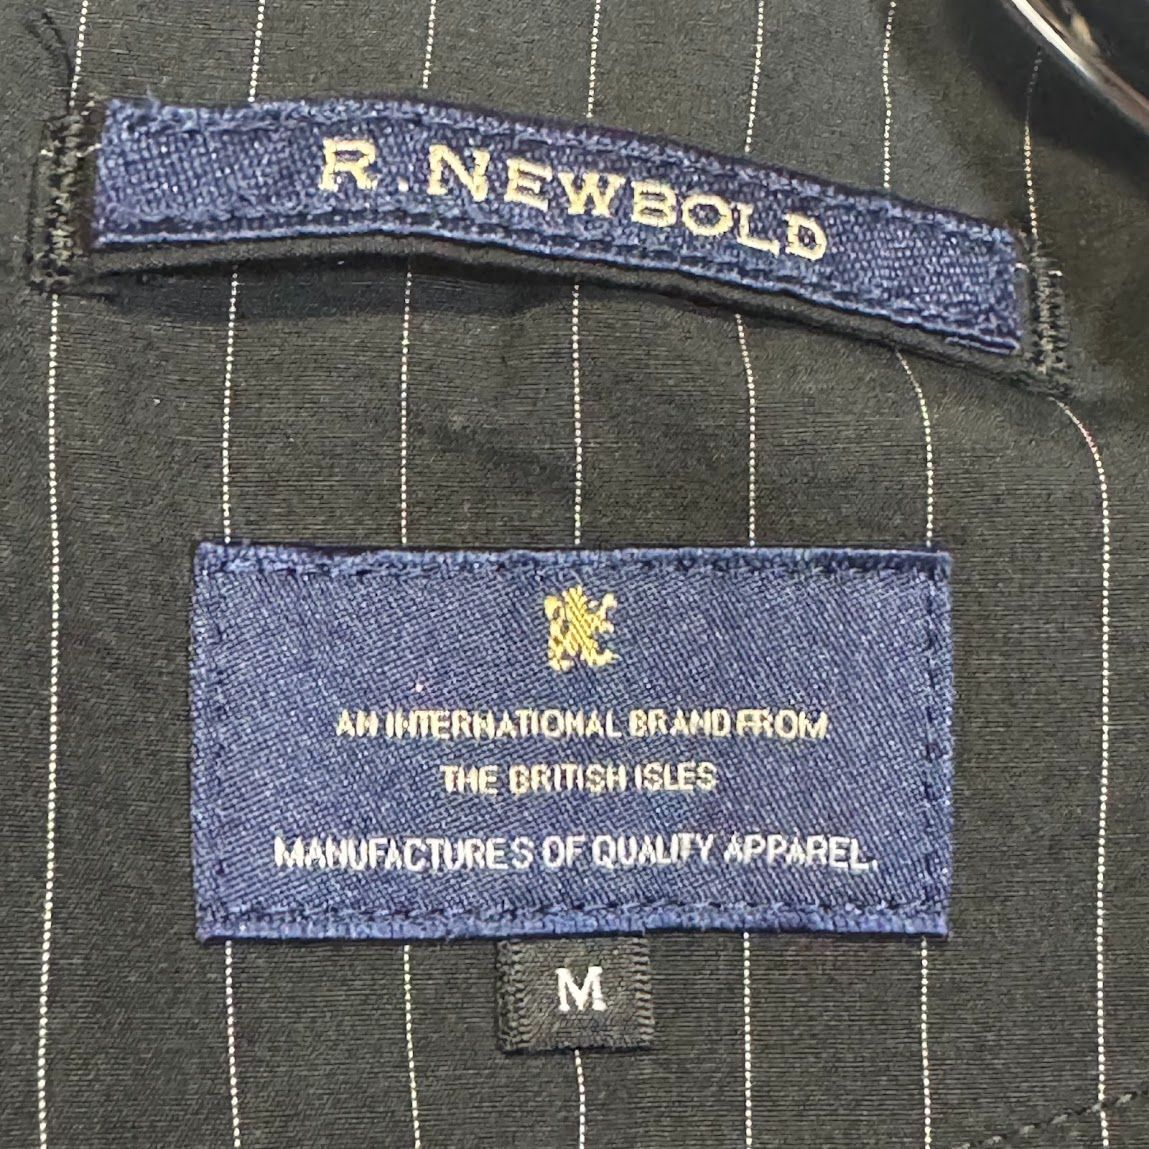 R. NEWBOLD
AN INTERNATIONAL BRAND FROM
THE BRITISH ISLES
MANUFACTURES OF QUALITY APPAREL.
M